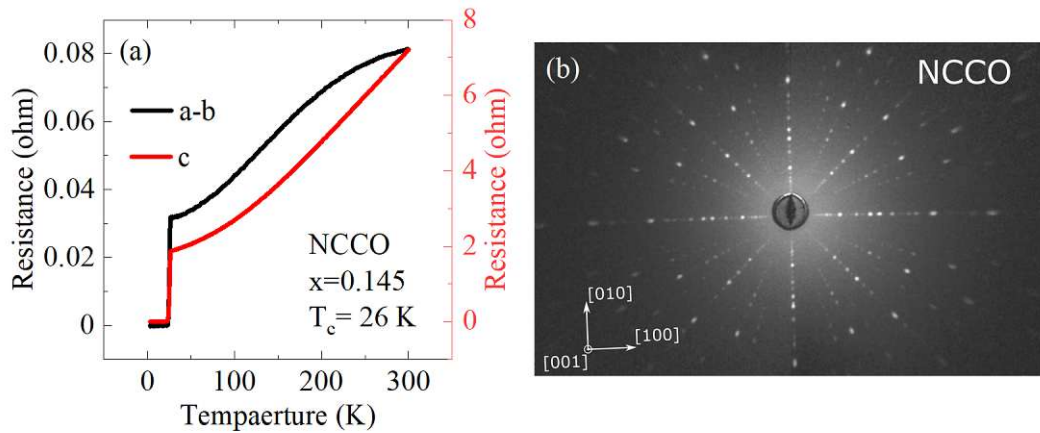 (a)
8
0.08
6
0.06
4
0.04
2
0.02
0
0
0
100
200
300
Resistance (ohm)
Resistance (ohm)
a-b
c
NCCO
x=0.145
T_c= 26 K
Tempaerture (K)
(b)
NCCO
[010]
[100]
[001]